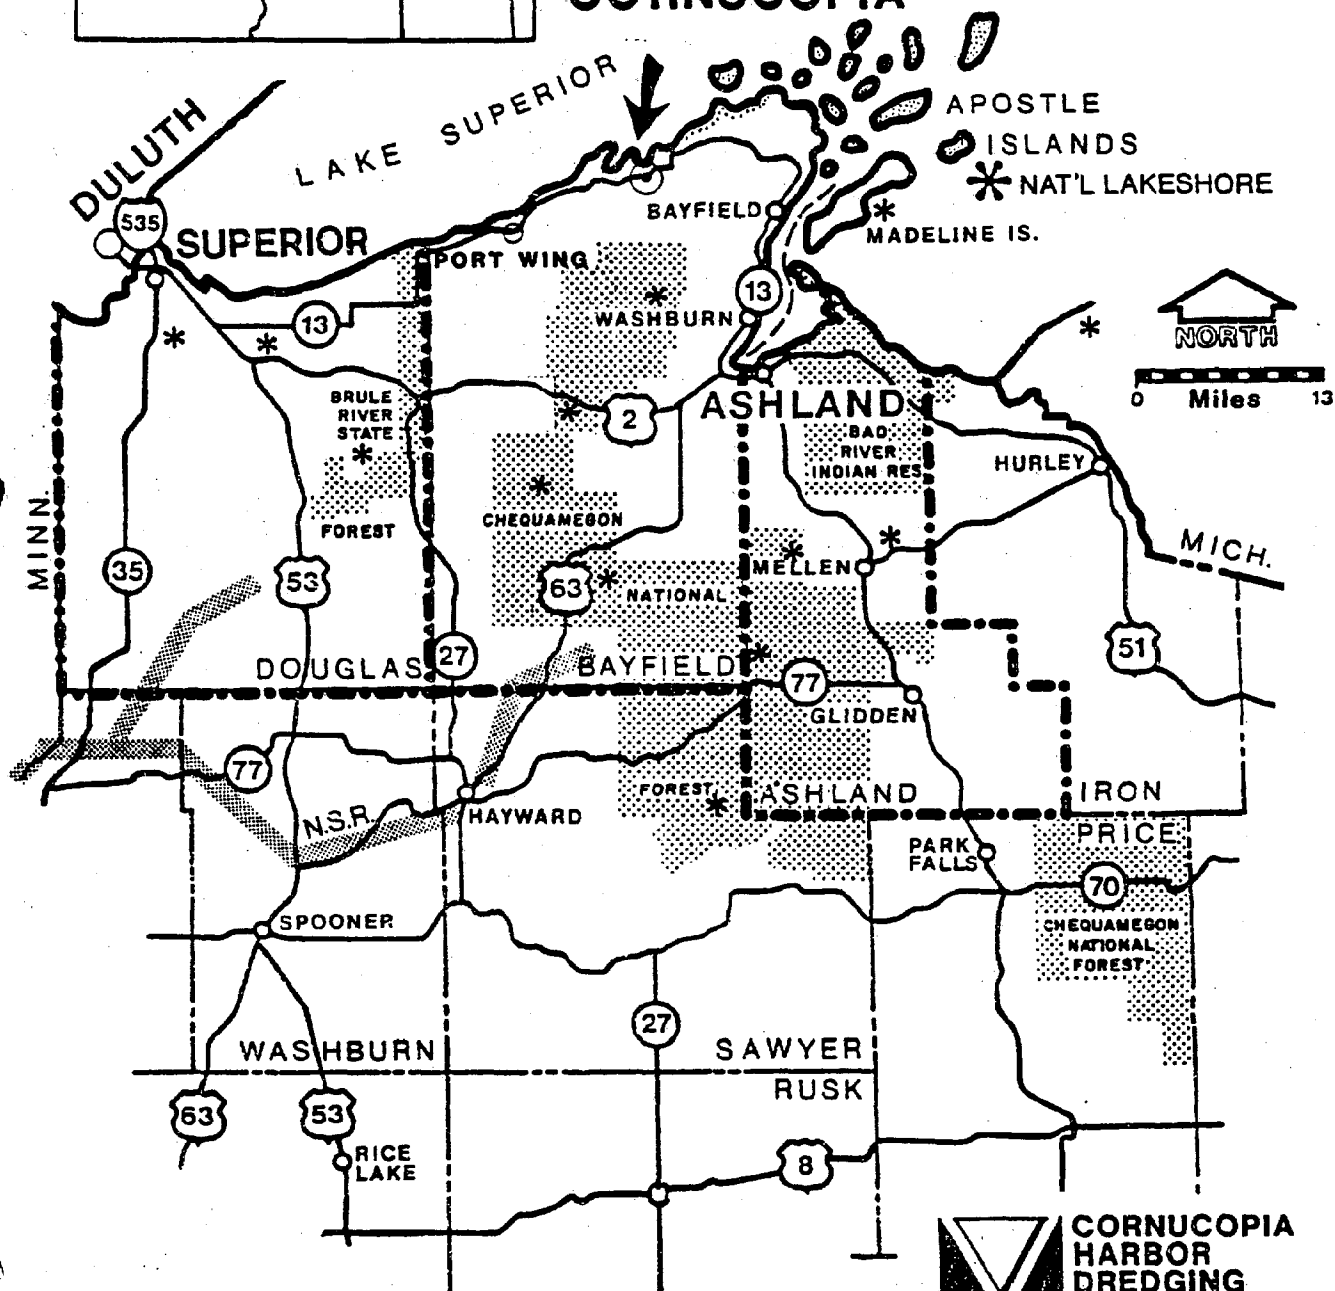 CORNUCOPIA
LAKE SUPERIOR
DULUTH
535
SUPERIOR
APOSTLE
ISLANDS
NAT'L LAKESHORE
BAYFIELD
MADELINE IS.
PORT WING
13
WASHBURN
13
NORTH
0 Miles 13
BRULE
RIVER
STATE
FOREST
2
ASHLAND
BAD
RIVER
INDIAN RES
HURLEY
MINN.
CHEQUAMEGON
NATIONAL
FOREST
MELLEN
MICH.
35
53
63
27
51
DOUGLAS
BAYFIELD
77
GLIDDEN
77
N.S.R.
HAYWARD
ASHLAND
IRON
PRICE
PARK
FALLS
70
CHEQUAMEGON
NATIONAL
FOREST
SPOONER
27
WASHBURN
SAWYER
RUSK
63
53
RICE
LAKE
8
CORNUCOPIA
HARBOR
DREDGING